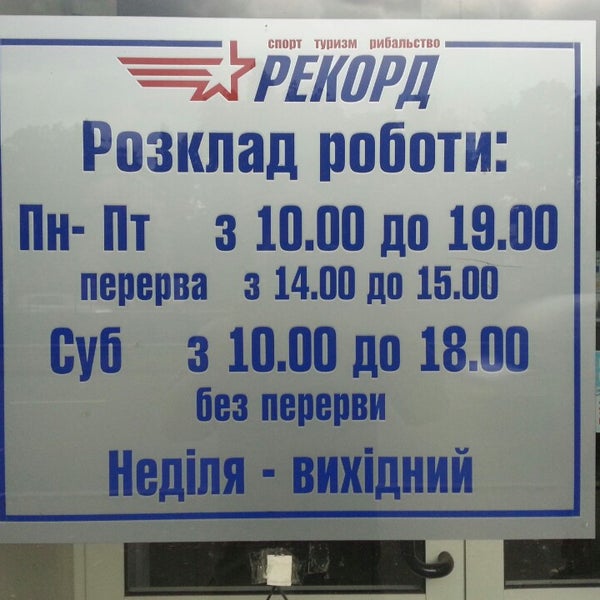 спорт туризм рибальство
РЕКОРД
Розклад роботи:
Пн- Пт з 10.00 до 19.00
перерва з 14.00 до 15.00
Суб з 10.00 до 18.00
без перерви
Неділя - вихідний